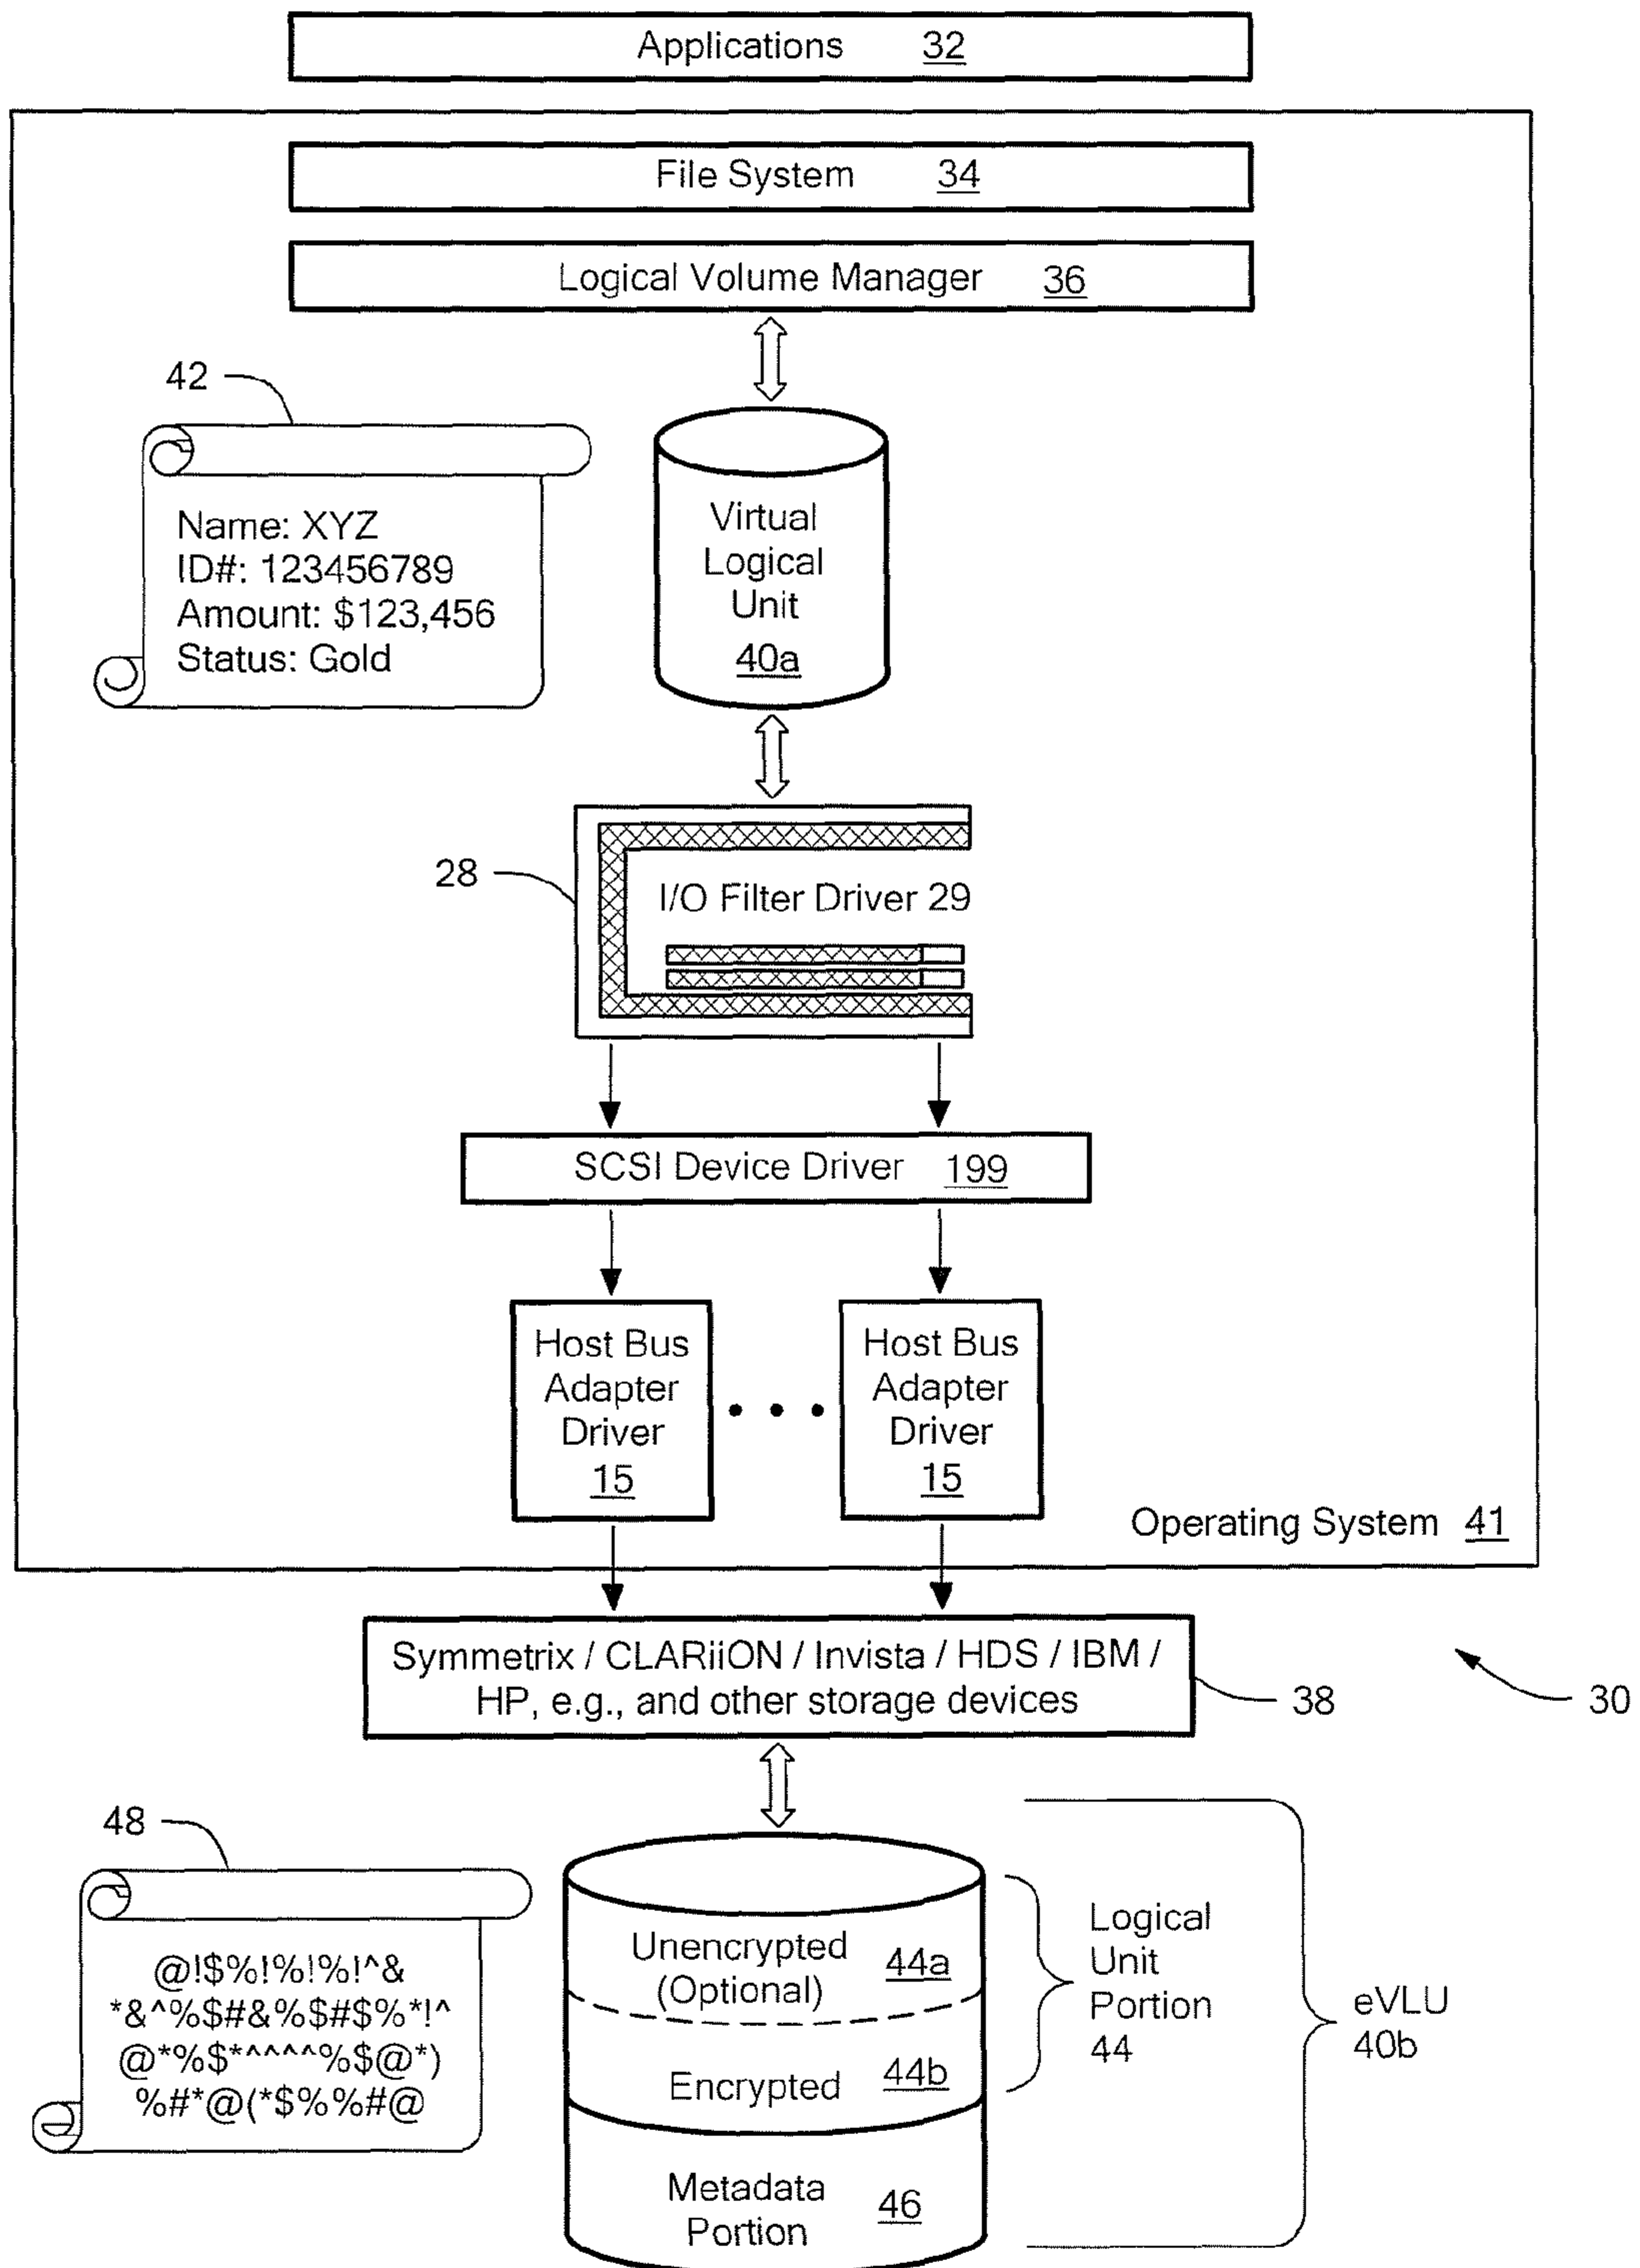 Applications 32
File System 34
Logical Volume Manager 36
42
Name: XYZ
ID#: 123456789
Amount: $123,456
Status: Gold
Virtual
Logical
Unit
40a
28
I/O Filter Driver 29
SCSI Device Driver 199
Host Bus
Adapter
Driver
15
Host Bus
Adapter
Driver
15
Operating System 41
Symmetrix / CLARiiON / Invista / HDS / IBM /
HP, e.g., and other storage devices
38
30
48
@!$%!%!%!%!^&
*&^%$#&%$#$%*!^
@*%$*^^^^%$@*)
%#*@(*$%%#@
Unencrypted
(Optional)
44a
Encrypted 44b
Metadata
Portion
46
Logical
Unit
Portion
44
eVLU
40b